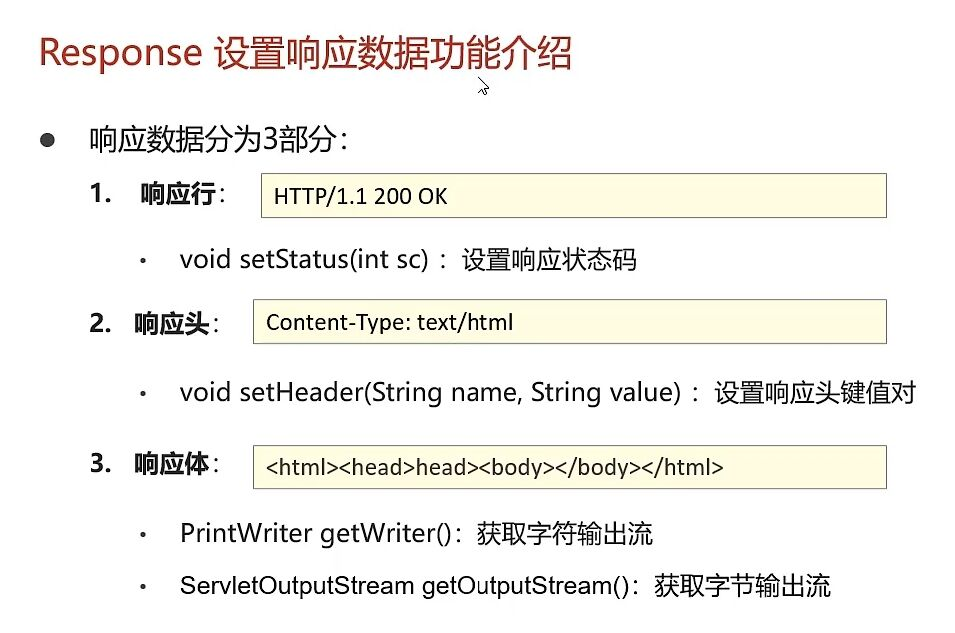 Response 设置响应数据功能介绍
● 响应数据分为3部分：
1. 响应行： HTTP/1.1 200 OK
• void setStatus(int sc) ：设置响应状态码
2. 响应头： Content-Type: text/html
• void setHeader(String name, String value) ：设置响应头键值对
3. 响应体： <html><head>head><body></body></html>
• PrintWriter getWriter()：获取字符输出流
• ServletOutputStream getOutputStream()：获取字节输出流